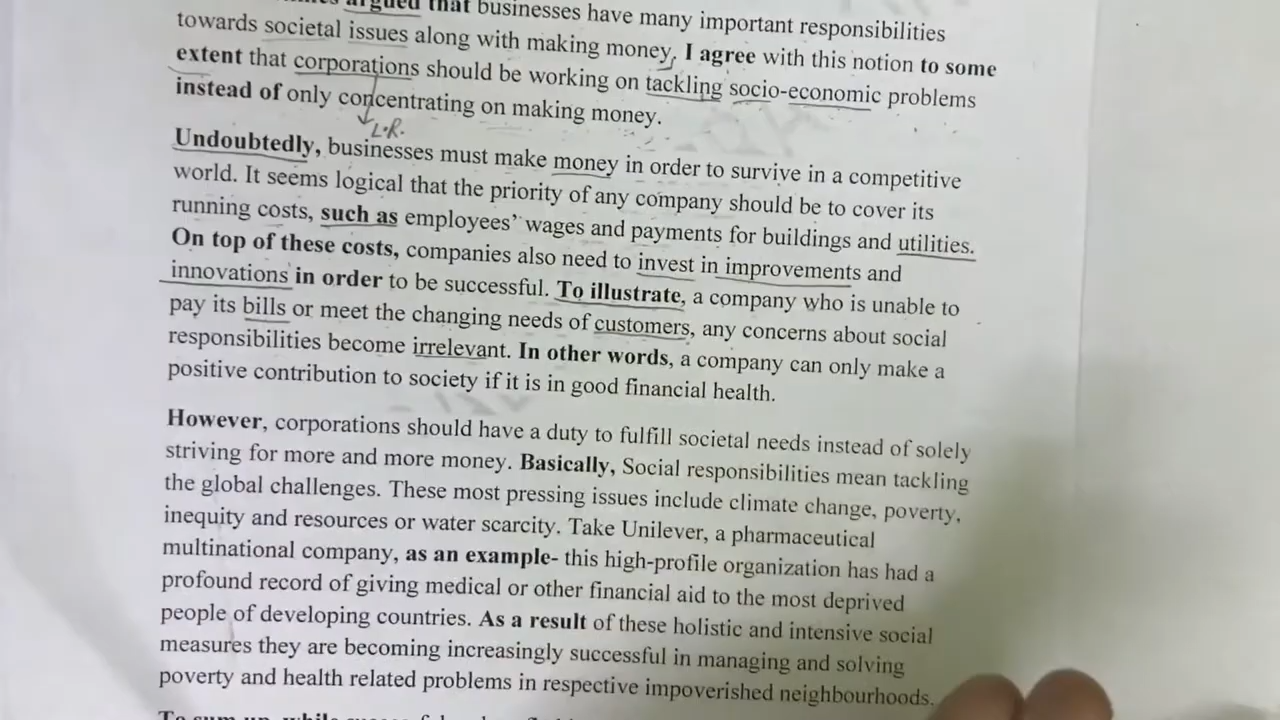 argued that businesses have many important responsibilities
towards societal issues along with making money, I agree with this notion to some
extent that corporations should be working on tackling socio-economic problems
instead of only concentrating on making money.
L.R.
Undoubtedly, businesses must make money in order to survive in a competitive
world. It seems logical that the priority of any company should be to cover its
running costs, such as employees' wages and payments for buildings and utilities.
On top of these costs, companies also need to invest in improvements and
innovations in order to be successful. To illustrate, a company who is unable to
pay its bills or meet the changing needs of customers, any concerns about social
responsibilities become irrelevant. In other words, a company can only make a
positive contribution to society if it is in good financial health.
However, corporations should have a duty to fulfill societal needs instead of solely
striving for more and more money. Basically, Social responsibilities mean tackling
the global challenges. These most pressing issues include climate change, poverty,
inequity and resources or water scarcity. Take Unilever, a pharmaceutical
multinational company, as an example- this high-profile organization has had a
profound record of giving medical or other financial aid to the most deprived
people of developing countries. As a result of these holistic and intensive social
measures they are becoming increasingly successful in managing and solving
poverty and health related problems in respective impoverished neighbourhoods.
To sum up, while